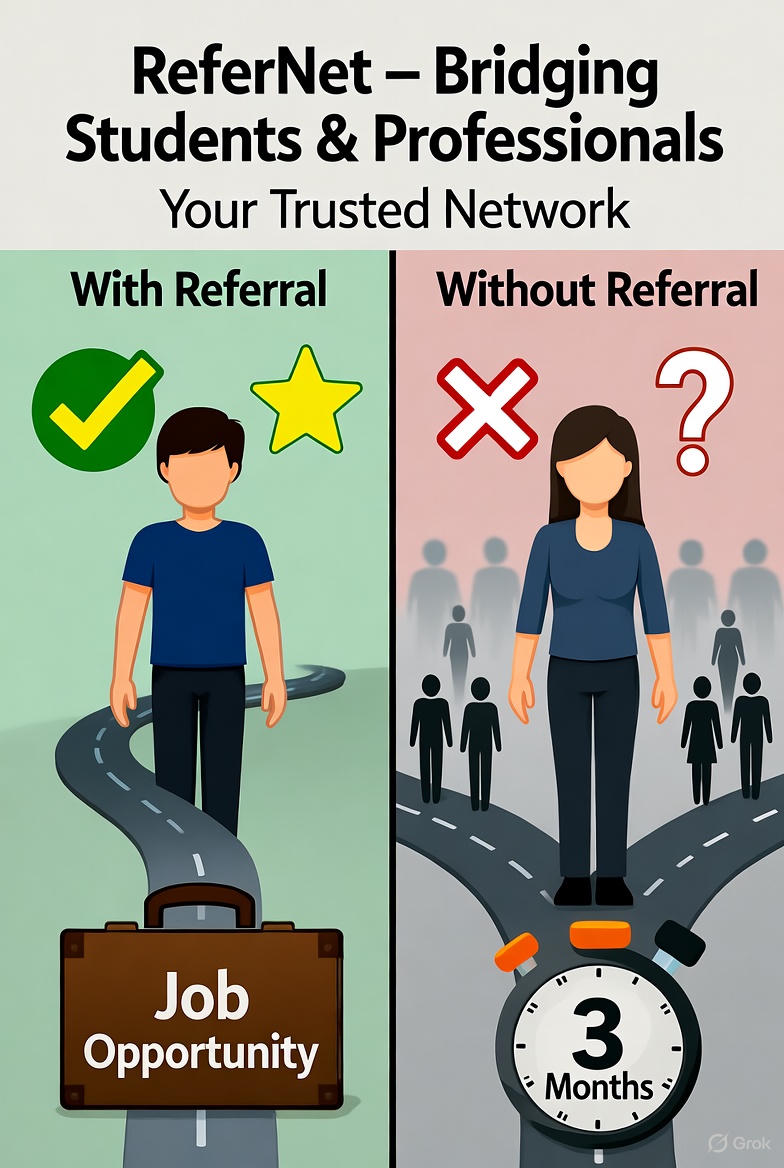 ReferNet – Bridging
Students & Professionals
Your Trusted Network
With Referral
Without Referral
?
Job
Opportunity
3
Months
Grok